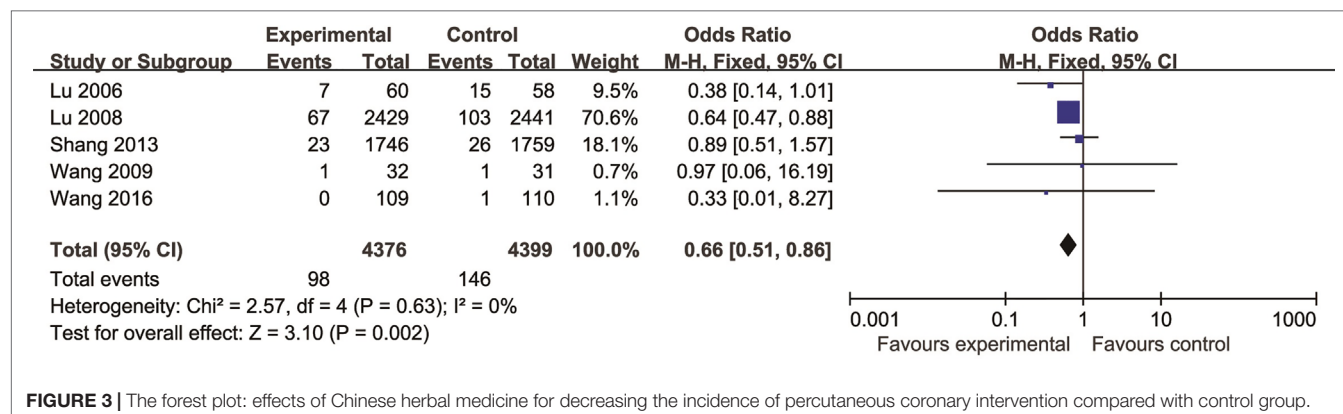 Experimental Control Odds Ratio Odds Ratio
Study or Subgroup Events Total Events Total Weight M-H, Fixed, 95% CI M-H, Fixed, 95% CI
Lu 2006 7 60 15 58 9.5% 0.38 [0.14, 1.01]
Lu 2008 67 2429 103 2441 70.6% 0.64 [0.47, 0.88]
Shang 2013 23 1746 26 1759 18.1% 0.89 [0.51, 1.57]
Wang 2009 1 32 1 31 0.7% 0.97 [0.06, 16.19]
Wang 2016 0 109 1 110 1.1% 0.33 [0.01, 8.27]
Total (95% CI) 4376 4399 100.0% 0.66 [0.51, 0.86]
Total events 98 146
Heterogeneity: Chi² = 2.57, df = 4 (P = 0.63); I² = 0%
Test for overall effect: Z = 3.10 (P = 0.002)
0.001 0.1 1 10 1000
Favours experimental Favours control
FIGURE 3 | The forest plot: effects of Chinese herbal medicine for decreasing the incidence of percutaneous coronary intervention compared with control group.